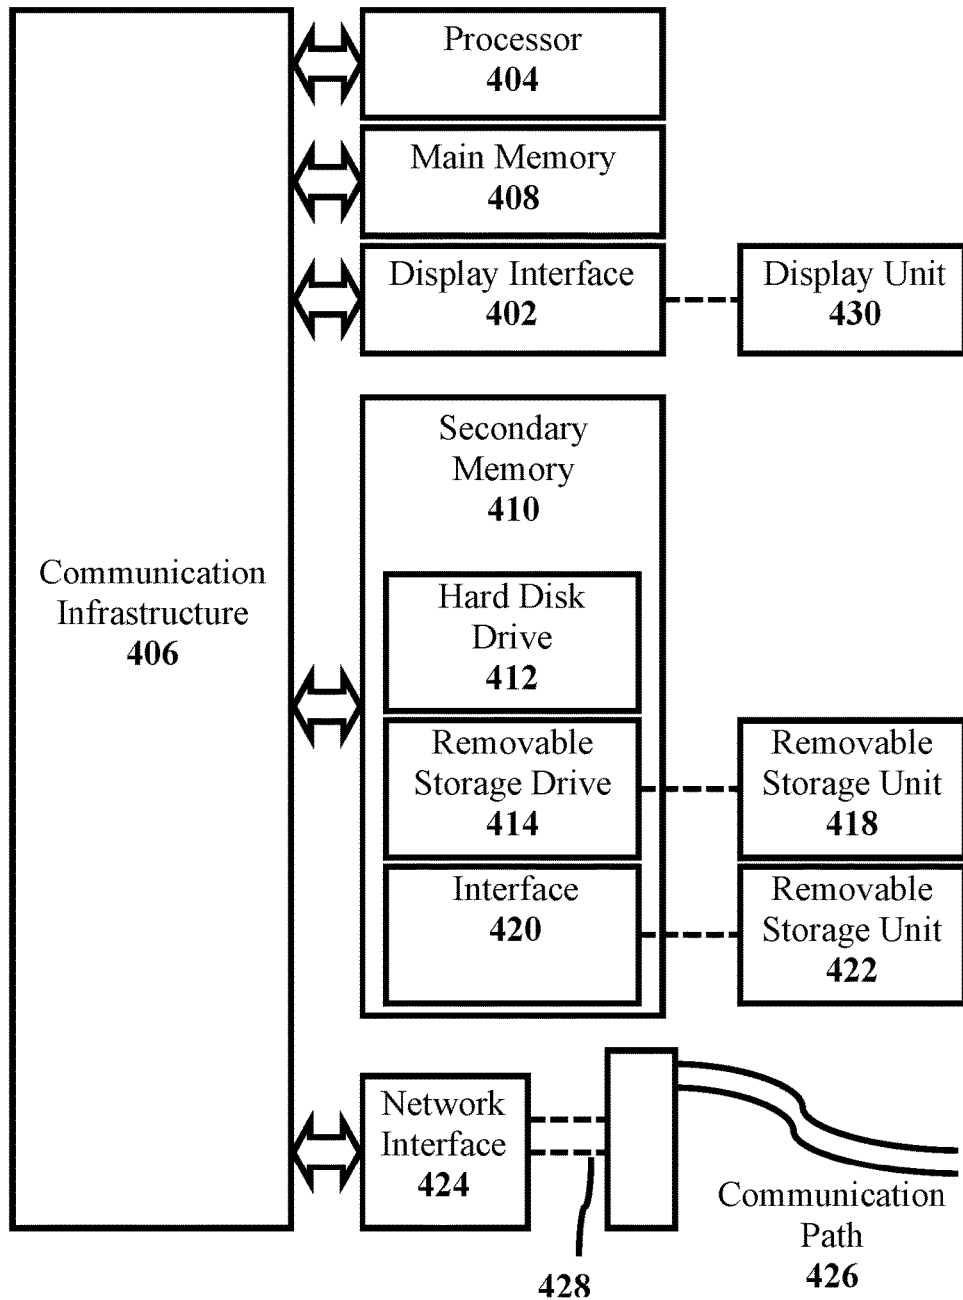 Processor
404
Main Memory
408
Display Interface
402
Display Unit
430
Secondary
Memory
410
Communication
Infrastructure
406
Hard Disk
Drive
412
Removable
Storage Drive
414
Removable
Storage Unit
418
Interface
420
Removable
Storage Unit
422
Network
Interface
424
428
Communication
Path
426